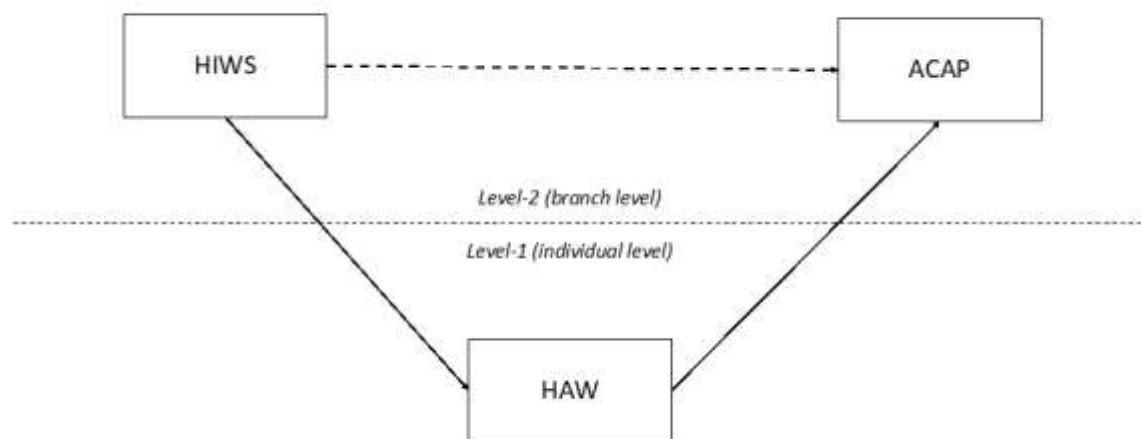 HIWS
ACAP
Level-2 (branch level)
Level-1 (individual level)
HAW